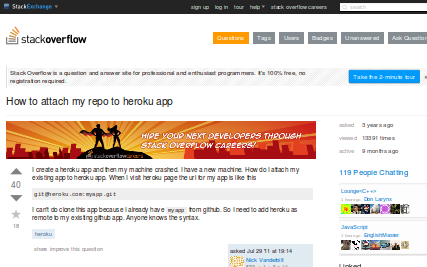 StackExchange
sign up log in tour help stack overflow careers
search
stackoverflow
Questions Tags Users Badges Unanswered Ask Question
Stack Overflow is a question and answer site for professional and enthusiast programmers. It's 100% free, no
registration required.
Take the 2-minute tour
How to attach my repo to heroku app
HIRE YOUR NEXT DEVELOPERS THROUGH
STACK OVERFLOW CAREERS!
stackoverflowcareers
asked 3 years ago
viewed 13391 times
active 9 months ago
40
18
I create a heroku app and then my machine crashed. I have a new machine. How do I attach my
existing app to heroku app. When I visit heroku page the url for my app is like this
git@heroku.com:myapp.git
I can't do clone this app because I already have myapp from github. So I need to add heroku as
remote to my existing github app. Anyone knows the syntax.
heroku
share improve this question
asked Jul 29 '11 at 19:14
Nick Vanderbilt
119 People Chatting
Lounge<C++>
Don Larynx
JavaScript
EnglishMaster
Linked